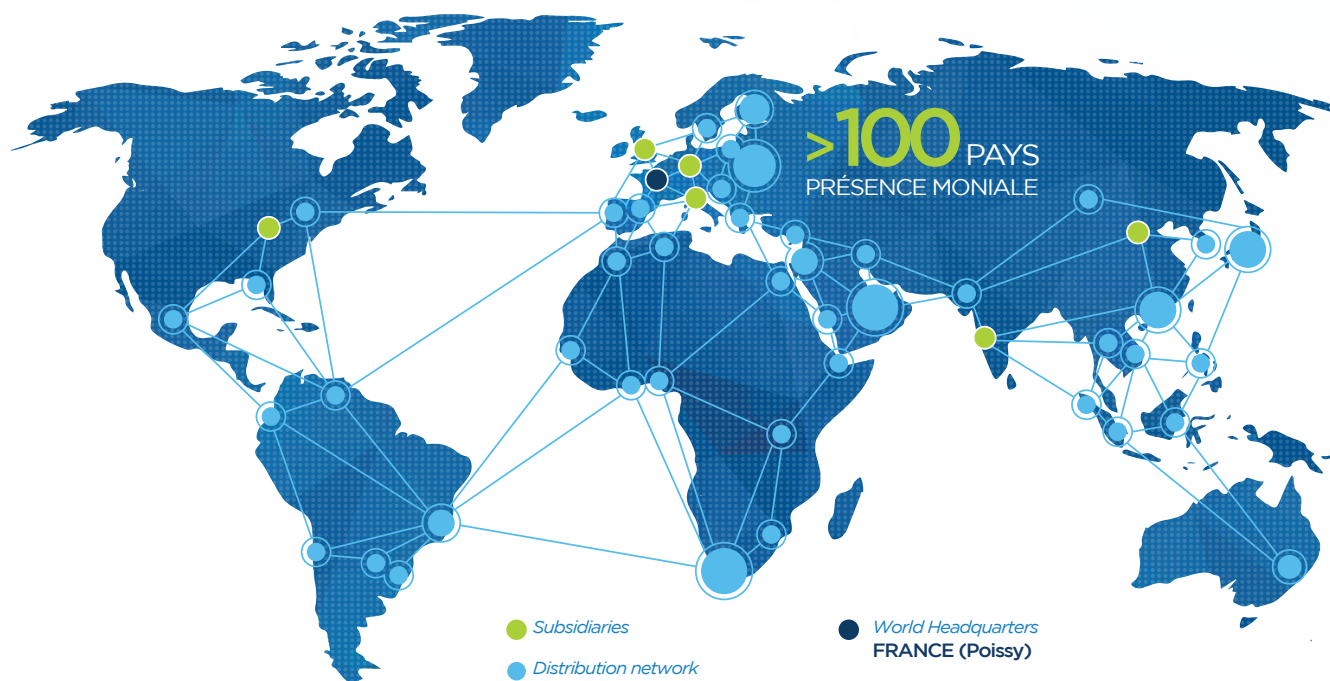 >100 PAYS
PRÉSENCE MONIALE
Subsidiaries
Distribution network
World Headquarters
FRANCE (Poissy)